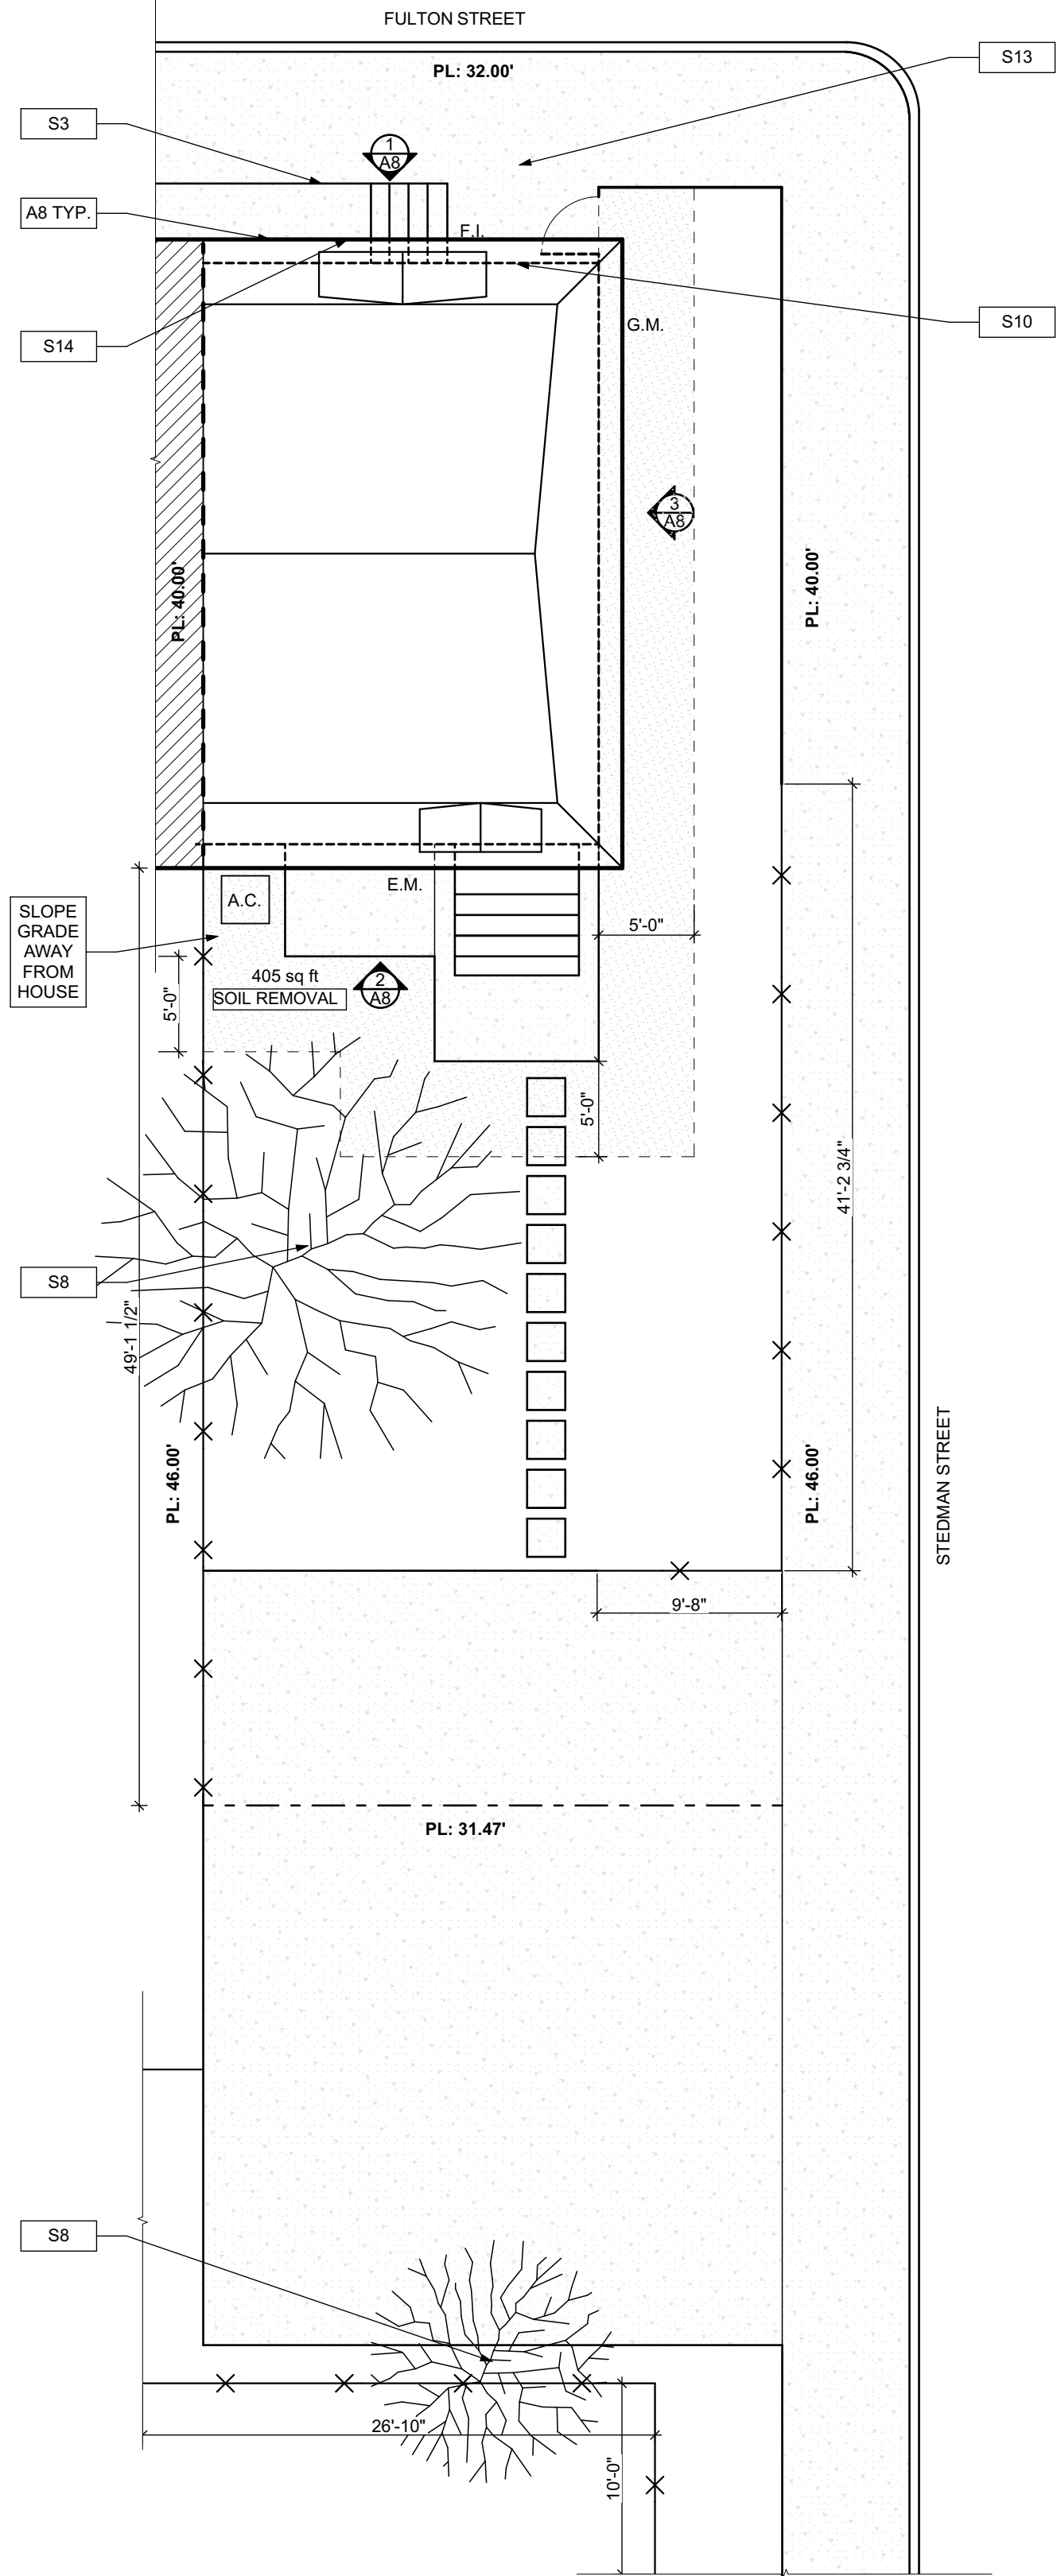 FULTON STREET
PL: 32.00'
S13
S3
1
A8
A8 TYP.
F.I.
S14
S10
G.M.
3
A8
PL: 40.00'
PL: 40.00'
A.C.
E.M.
SLOPE
GRADE
AWAY
FROM
HOUSE
5'-0"
5'-0"
405 sq ft
SOIL REMOVAL
2
A8
5'-0"
41'-2 3/4"
S8
49'-1 1/2"
PL: 46.00'
PL: 46.00'
STEDMAN STREET
9'-8"
PL: 31.47'
S8
26'-10"
10'-0"